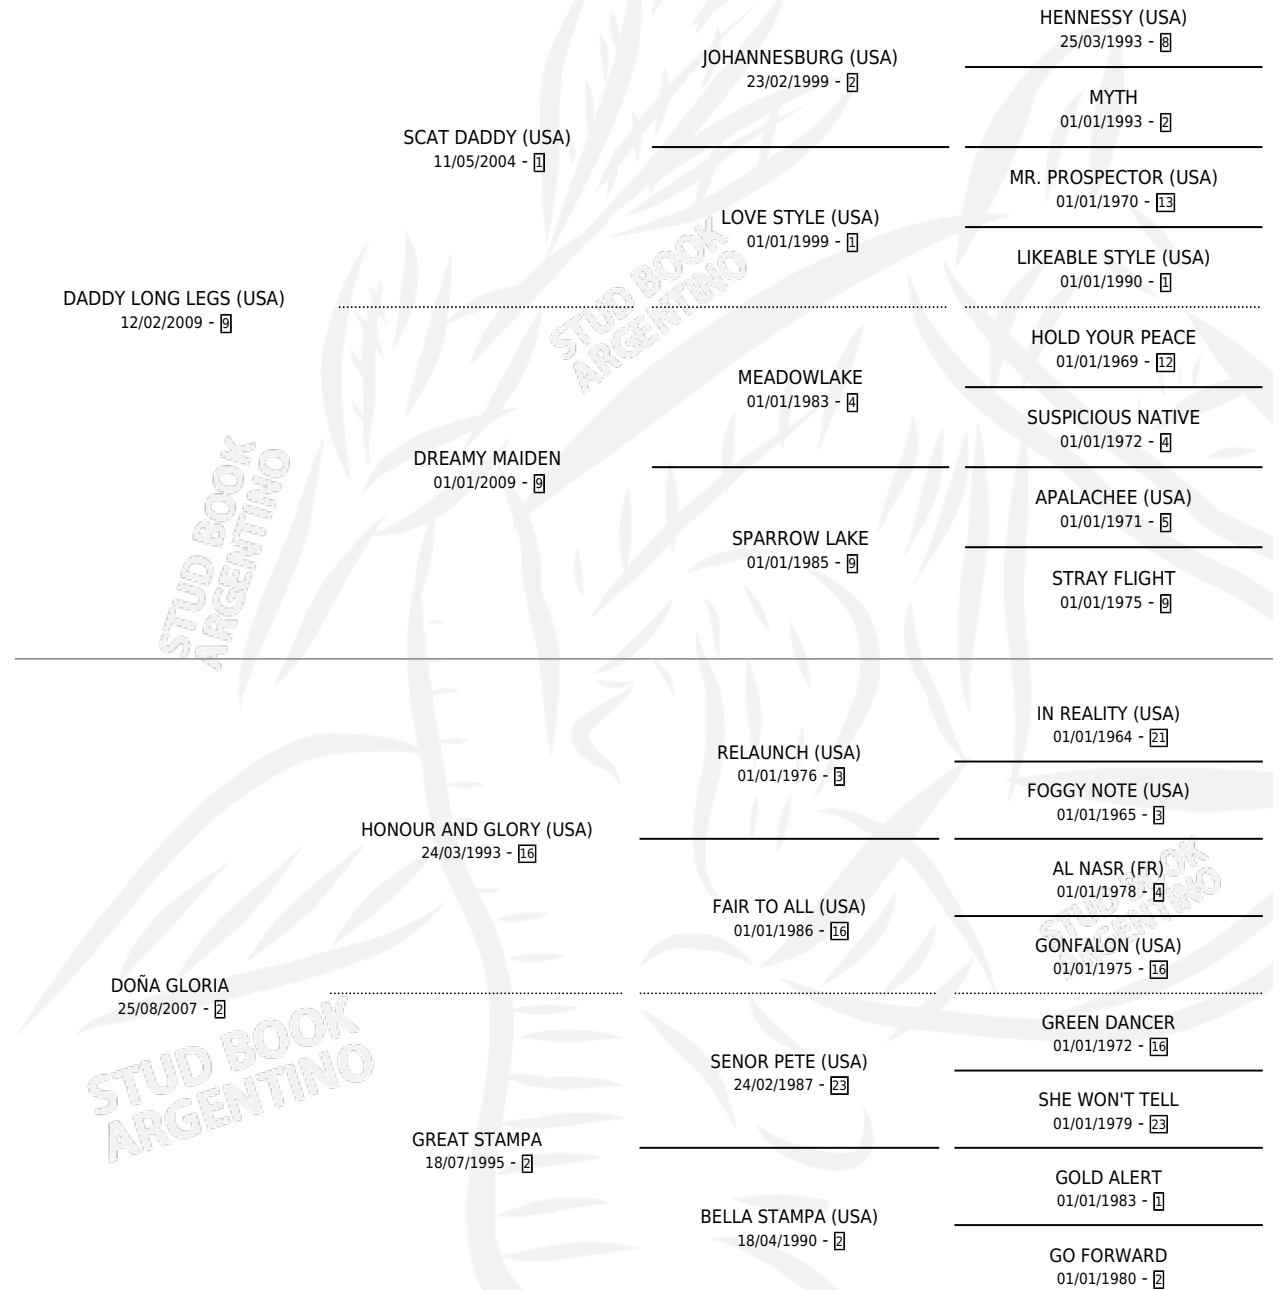 HENNESSY (USA)
25/03/1993 - 8
JOHANNESBURG (USA)
23/02/1999 - 2
MYTH
01/01/1993 - 2
SCAT DADDY (USA)
11/05/2004 - 1
MR. PROSPECTOR (USA)
01/01/1970 - 13
LOVE STYLE (USA)
01/01/1999 - 1
LIKEABLE STYLE (USA)
01/01/1990 - 1
DADDY LONG LEGS (USA)
12/02/2009 - 9
HOLD YOUR PEACE
01/01/1969 - 12
MEADOWLAKE
01/01/1983 - 4
SUSPICIOUS NATIVE
01/01/1972 - 4
DREAMY MAIDEN
01/01/2009 - 9
APALACHEE (USA)
01/01/1971 - 5
SPARROW LAKE
01/01/1985 - 9
STRAY FLIGHT
01/01/1975 - 9
IN REALITY (USA)
01/01/1964 - 21
RELAUNCH (USA)
01/01/1976 - 3
FOGGY NOTE (USA)
01/01/1965 - 3
HONOUR AND GLORY (USA)
24/03/1993 - 16
AL NASR (FR)
01/01/1978 - 4
FAIR TO ALL (USA)
01/01/1986 - 16
GONFALON (USA)
01/01/1975 - 16
DOÑA GLORIA
25/08/2007 - 2
GREEN DANCER
01/01/1972 - 16
SENOR PETE (USA)
24/02/1987 - 23
SHE WON'T TELL
01/01/1979 - 23
GREAT STAMPA
18/07/1995 - 2
GOLD ALERT
01/01/1983 - 1
BELLA STAMPA (USA)
18/04/1990 - 2
GO FORWARD
01/01/1980 - 2
STUD BOOK
ARGENTINO
STUD BOOK
ARGENTINO
STUD BOOK
ARGENTINO
STUD BOOK
ARGENTINO